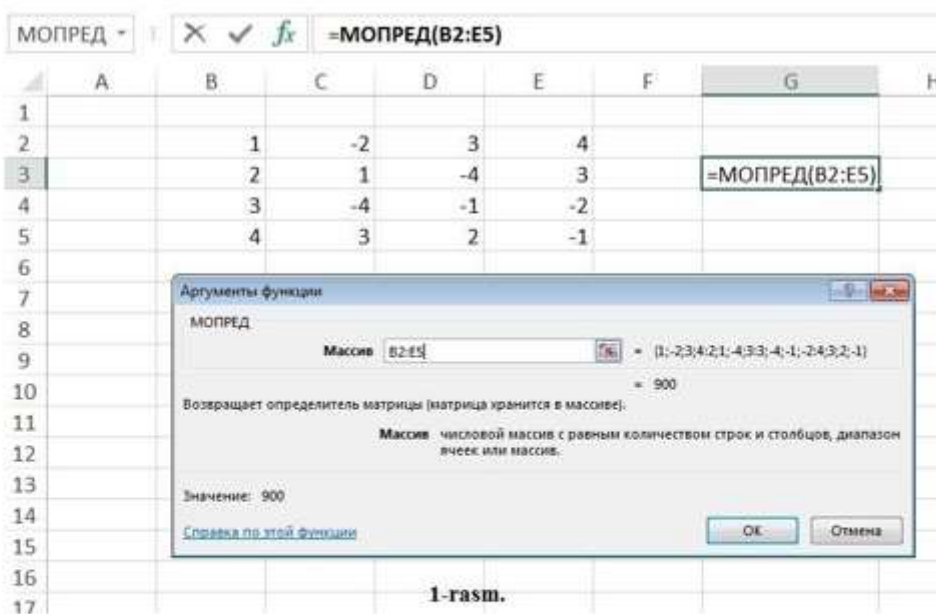 МОПРЕД =МОПРЕД(B2:E5)
A B C D E F G H
1
2 1 -2 3 4
3 2 1 -4 3 =МОПРЕД(B2:E5)
4 3 -4 -1 -2
5 4 3 2 -1
6
7 Аргументы функции
8 МОПРЕД
9 Массив B2:E5 = {1;-2;3;4:2;1;-4;3:3;-4;-1;-2:4;3;2;-1}
10 = 900
11 Возвращает определитель матрицы (матрица хранится в массиве).
12 Массив числовой массив с равным количеством строк и столбцов, диапазон
ячеек или массив.
13
14 Значение: 900
15 Справка по этой функции ОК Отмена
16
1-rasm.
17